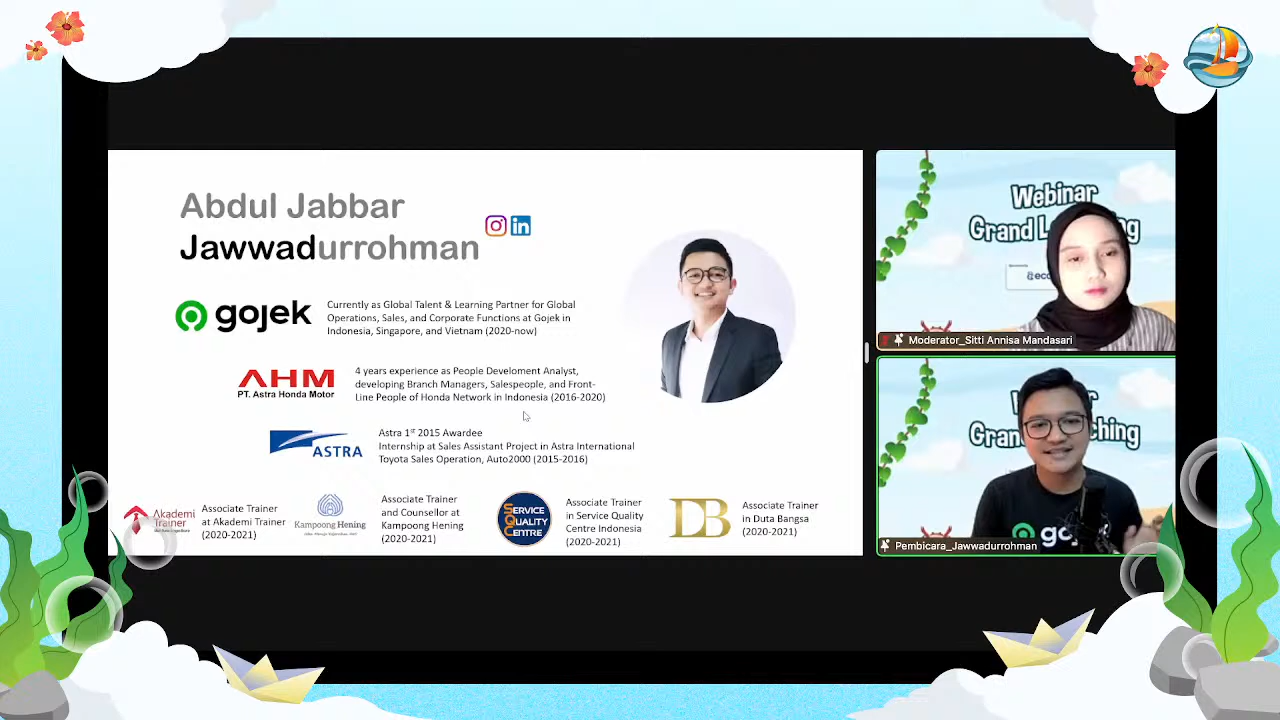 Abdul Jabbar
Jawwadurrohman
gojek
Currently as Global Talent & Learning Partner for Global
Operations, Sales, and Corporate Functions at Gojek in
Indonesia, Singapore, and Vietnam (2020-now)
AHM
PT. Astra Honda Motor
4 years experience as People Develoment Analyst,
developing Branch Managers, Salespeople, and Front-
Line People of Honda Network in Indonesia (2016-2020)
ASTRA
Astra 1st 2015 Awardee
Internship at Sales Assistant Project in Astra International
Toyota Sales Operation, Auto2000 (2015-2016)
Akademi
Trainer
Associate Trainer
at Akademi Trainer
(2020-2021)
Kampoong Hening
Associate Trainer
and Counsellor at
Kampoong Hening
(2020-2021)
SERVICE
QUALITY
CENTRE
Associate Trainer
in Service Quality
Centre Indonesia
(2020-2021)
DB
Associate Trainer
in Duta Bangsa
(2020-2021)
Webinar
Grand L ng
eco
Moderator_Sitti Annisa Mandasari
Gran ching
go
Pembicara_Jawwadurrohman